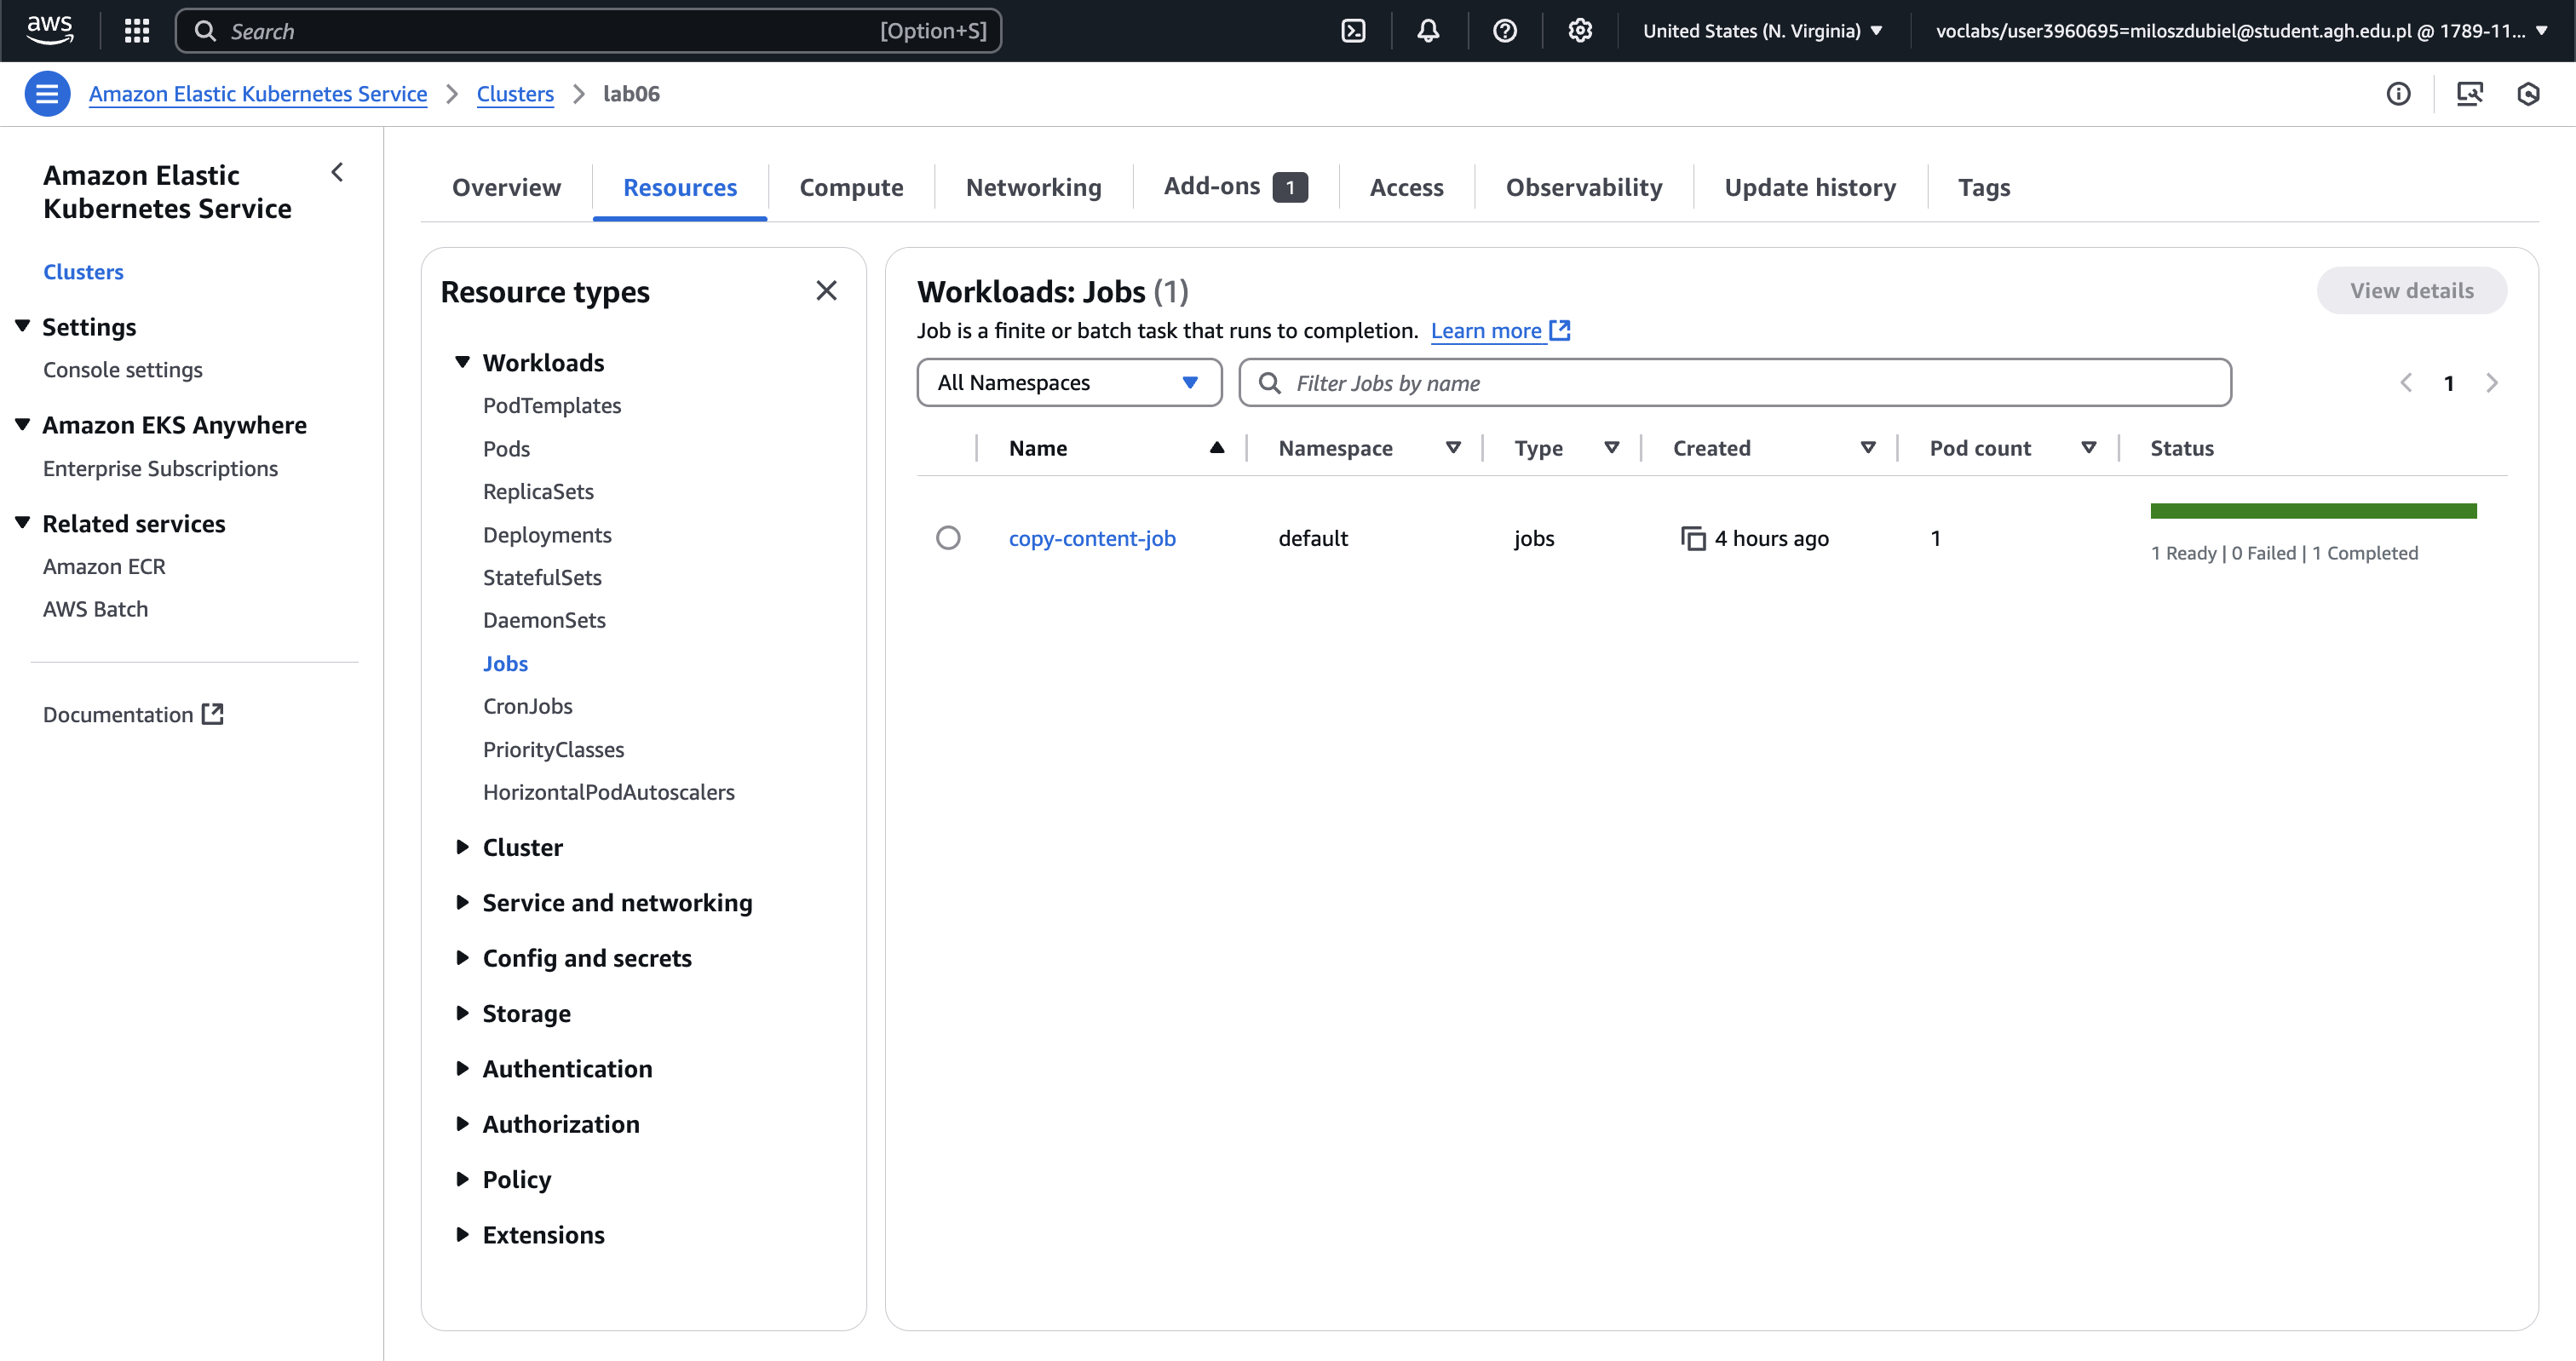 aws
Search [Option+S]
United States (N. Virginia)
voclabs/user3960695=miloszdubiel@student.agh.edu.pl @ 1789-11...
Amazon Elastic Kubernetes Service
Clusters
lab06
Amazon Elastic
Kubernetes Service
Clusters
Settings
Console settings
Amazon EKS Anywhere
Enterprise Subscriptions
Related services
Amazon ECR
AWS Batch
Documentation
Overview
Resources
Compute
Networking
Add-ons 1
Access
Observability
Update history
Tags
Resource types
Workloads
PodTemplates
Pods
ReplicaSets
Deployments
StatefulSets
DaemonSets
Jobs
CronJobs
PriorityClasses
HorizontalPodAutoscalers
Cluster
Service and networking
Config and secrets
Storage
Authentication
Authorization
Policy
Extensions
Workloads: Jobs (1)
View details
Job is a finite or batch task that runs to completion. Learn more
All Namespaces
Filter Jobs by name
1
Name Namespace Type Created Pod count Status
copy-content-job default jobs 4 hours ago 1
1 Ready | 0 Failed | 1 Completed